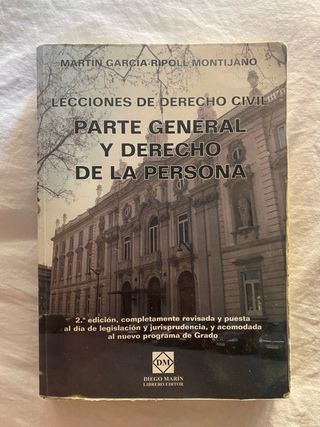 MARTÍN GARCÍA-RIPOLL MONTIJANO
LECCIONES DE DERECHO CIVIL
PARTE GENERAL
Y DERECHO
DE LA PERSONA
2.ª edición, completamente revisada y puesta
al día de legislación y jurisprudencia, y acomodada
al nuevo programa de Grado
DM
DIEGO MARÍN
LIBRERO EDITOR